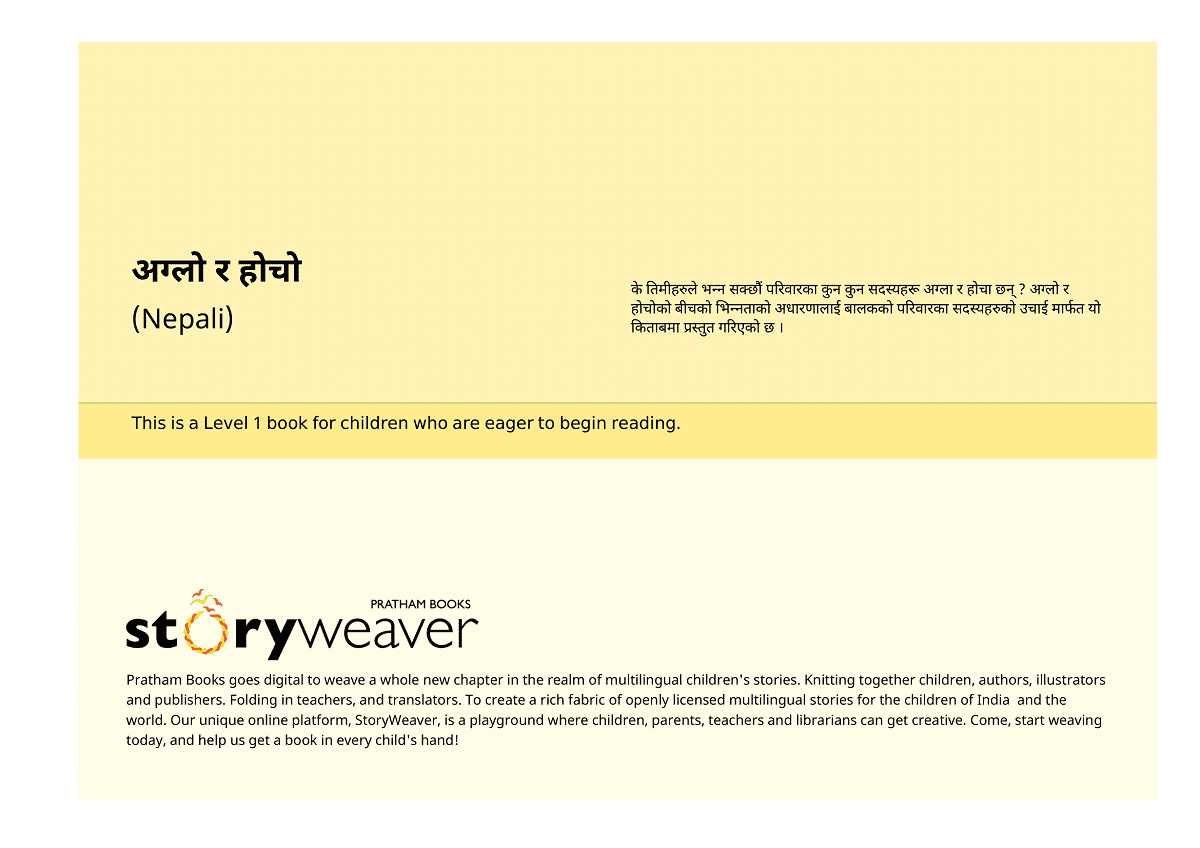 अग्लो र होचो
(Nepali)
के तिमीहरुले भन्न सक्छौं परिवारका कुन कुन सदस्यहरू अग्ला र होचा छन् ? अग्लो र
होचोको बीचको भिन्नताको अधारणालाई बालकको परिवारका सदस्यहरुको उचाई मार्फत यो
किताबमा प्रस्तुत गरिएको छ ।
This is a Level 1 book for children who are eager to begin reading.
PRATHAM BOOKS
storyweaver
Pratham Books goes digital to weave a whole new chapter in the realm of multilingual children's stories. Knitting together children, authors, illustrators
and publishers. Folding in teachers, and translators. To create a rich fabric of openly licensed multilingual stories for the children of India and the
world. Our unique online platform, StoryWeaver, is a playground where children, parents, teachers and librarians can get creative. Come, start weaving
today, and help us get a book in every child's hand!